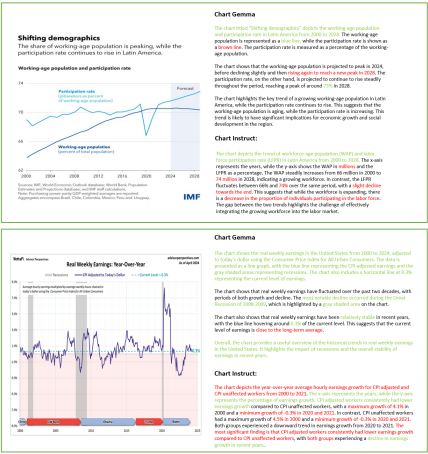 Chart Gemma
The chart titled "Shifting demographics" depicts the working-age population
and participation rate in Latin America from 2000 to 2028. The working-age
population is represented as a blue line, while the participation rate is shown as
a brown line. The participation rate is measured as a percentage of the working-
age population.
The chart shows that the working-age population is projected to peak in 2024,
before declining slightly and then rising again to reach a new peak in 2028. The
participation rate, on the other hand, is projected to continue to rise steadily
throughout the period, reaching a peak of around 73% in 2028.
The chart highlights the key trend of a growing working-age population in Latin
America, while the participation rate continues to rise. This suggests that the
working-age population is aging, while the participation rate is increasing. This
trend is likely to have significant implications for economic growth and social
development in the region.
Chart Instruct:
The chart depicts the trend of workforce working-age population (WAP) and labor
force participation rate (LFPR) in Latin America from 2000 to 2028. The x-axis
represents the years, while the y-axis shows the WAP in millions and the
LFPR as a percentage. The WAP steadily increases from 66 million in 2000 to
74 million in 2028, indicating a growing workforce. In contrast, the LFPR
fluctuates between 66% and 74% over the same period, with a slight decline
towards the end. This suggests that while the workforce is expanding, there
is a decrease in the proportion of individuals participating in the labor force.
The gap between the two trends highlights the challenge of effectively
integrating the growing workforce into the labor market.
Shifting demographics
The share of working-age population is peaking, while the
participation rate continues to rise in Latin America.
Working-age population and participation rate
74
Forecast
Participation rate
(jobseekers as percent
of working-age population)
70
66
Working-age population
(percent of total population)
62
2000 2004 2008 2012 2016 2020 2024 2028
Sources: IMF, World Economic Outlook database; World Bank, Population
Estimates and Projections database; and IMF staff calculations.
Note: Purchasing-power-parity GDP-weighted averages are reported.
Aggregates encompass Brazil, Chile, Colombia, Mexico, Peru and Uruguay.
IMF
Chart Gemma
The chart shows the real weekly earnings in the United States from 2000 to 2024, adjusted
to today's dollar using the Consumer Price Index for All Urban Consumers. The data is
presented as a line graph, with the blue line representing the CPI-adjusted earnings and the
gray shaded areas representing recessions. The chart also includes a horizontal line at 0.3%
representing the current level of earnings.
The chart shows that real weekly earnings have fluctuated over the past two decades, with
periods of both growth and decline. The most notable decline occurred during the Great
Recession of 2008-2009, which is highlighted by a gray shaded area on the chart.
The chart also shows that real weekly earnings have been relatively stable in recent years,
with the blue line hovering around 0.3% of the current level. This suggests that the current
level of earnings is close to the long-term average.
Overall, the chart provides a useful overview of the historical trends in real weekly earnings
in the United States. It highlights the impact of recessions and the overall stability of
earnings in recent years.
Chart Instruct:
The chart depicts the year-over-year average hourly earnings growth for CPI adjusted and
CPI unaffected workers from 2000 to 2021. The x-axis represents the years, while the y-axis
represents the percentage of earnings growth. CPI adjusted workers consistently had lower
earnings growth compared to CPI unaffected workers, with a maximum growth of 4.1% in
2000 and a minimum growth of -0.3% in 2020 and 2021. In contrast, CPI unaffected workers
had a maximum growth of 4.5% in 2000 and a minimum growth of -0.3% in 2020 and 2021.
Both groups experienced a downward trend in earnings growth from 2020 to 2021. The
most significant finding is that CPI adjusted workers consistently had lower earnings growth
compared to CPI unaffected workers, with both groups experiencing a decline in earnings
growth in recent years.
Real Weekly Earnings: Year-Over-Year
Recessions